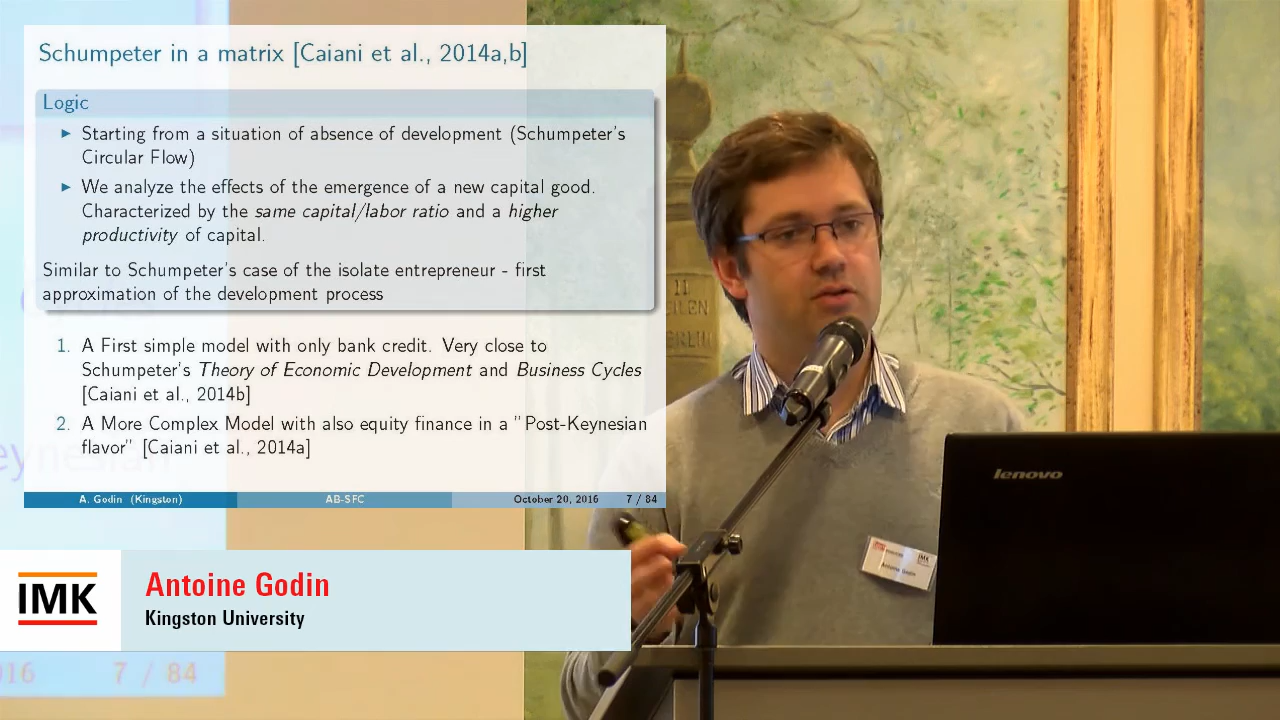 Schumpeter in a matrix [Caiani et al., 2014a,b]
Logic
▶ Starting from a situation of absence of development (Schumpeter's
Circular Flow)
▶ We analyze the effects of the emergence of a new capital good.
Characterized by the same capital/labor ratio and a higher
productivity of capital.
Similar to Schumpeter's case of the isolate entrepreneur - first
approximation of the development process
1. A First simple model with only bank credit. Very close to
Schumpeter's Theory of Economic Development and Business Cycles
[Caiani et al., 2014b]
2. A More Complex Model with also equity finance in a "Post-Keynesian
flavor" [Caiani et al., 2014a]
A. Godin (Kingston) AB-SFC October 20, 2016 7 / 84
IMK
Antoine Godin
Kingston University
lenovo
IMK
Antoine Godin
016 7 / 84